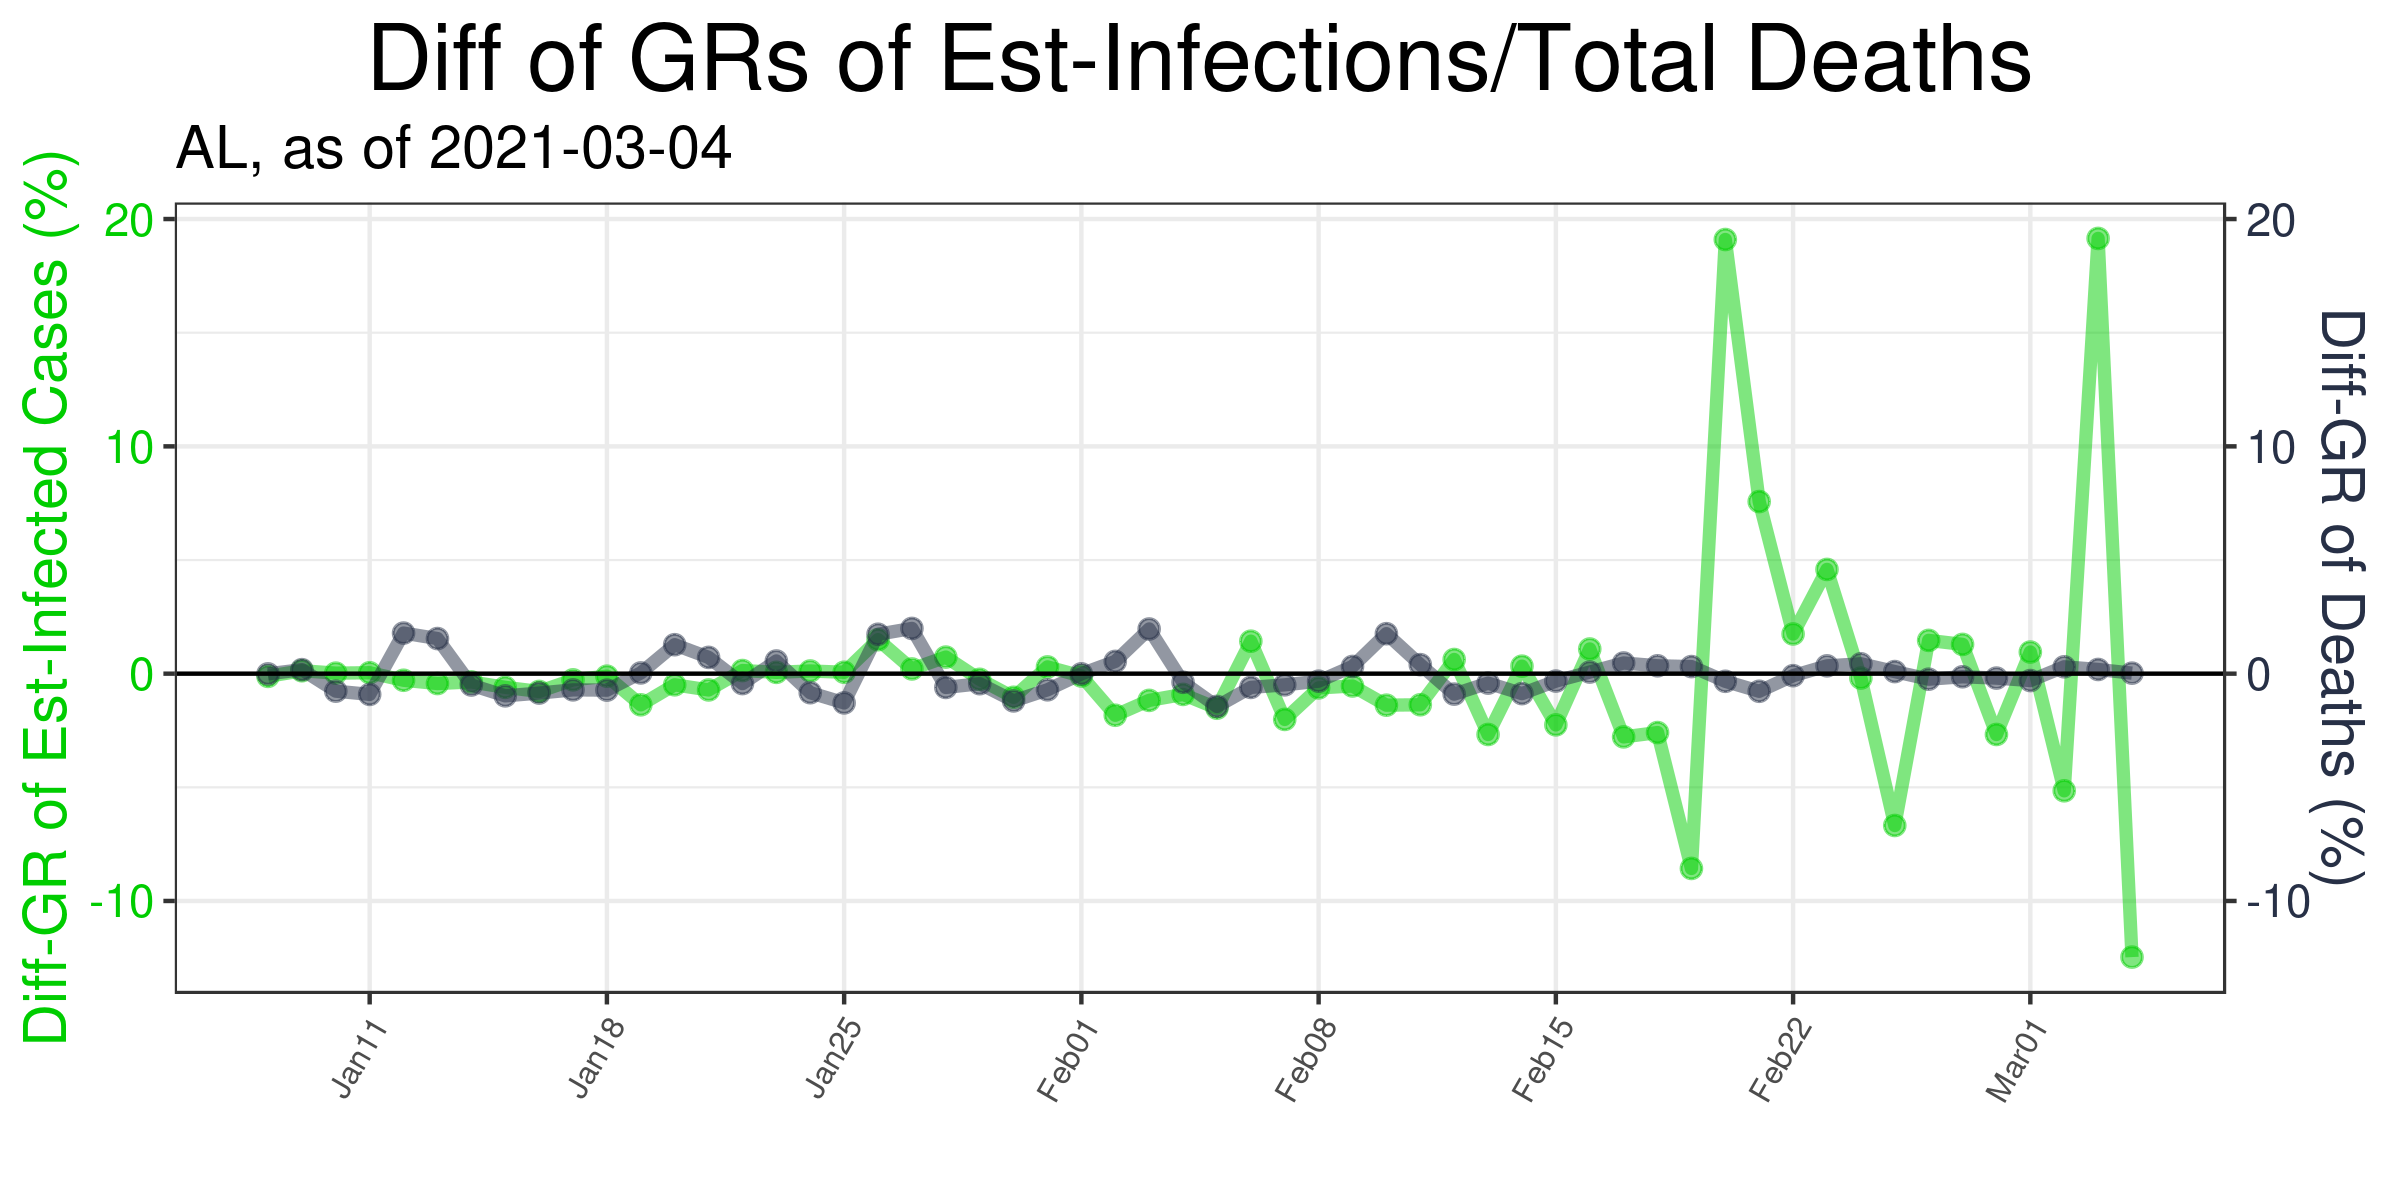 Diff of GRs of Est-Infections/Total Deaths
AL, as of 2021-03-04
Diff-GR of Est-Infected Cases (%)
20
10
0
-10
20
10
0
-10
Diff-GR of Deaths (%)
Jan11
Jan18
Jan25
Feb01
Feb08
Feb15
Feb22
Mar01